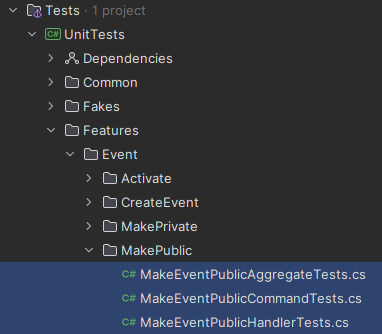 Tests · 1 project
C# UnitTests
Dependencies
Common
Fakes
Features
Event
Activate
CreateEvent
MakePrivate
MakePublic
C# MakeEventPublicAggregateTests.cs
C# MakeEventPublicCommandTests.cs
C# MakeEventPublicHandlerTests.cs